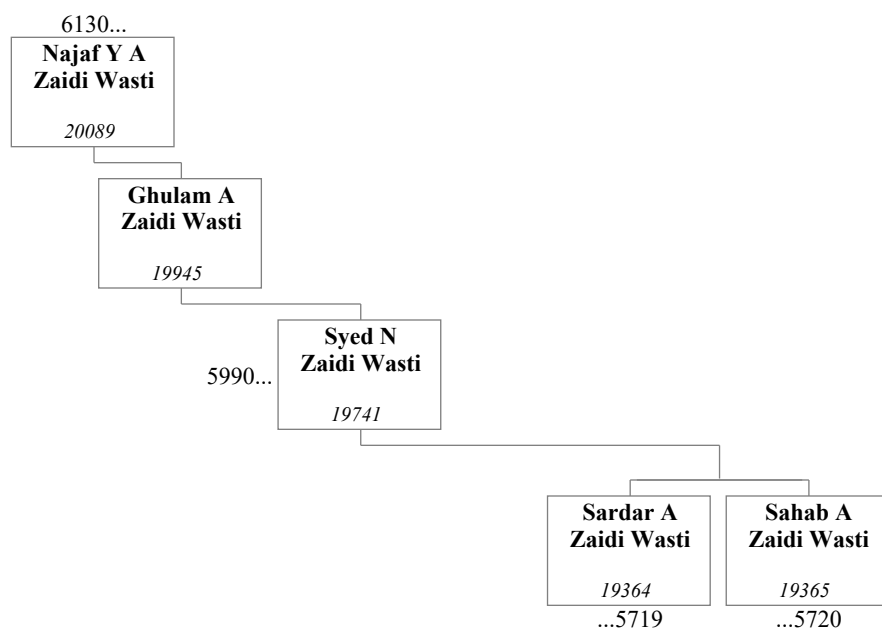 6130...
Najaf Y A
Zaidi Wasti
20089
Ghulam A
Zaidi Wasti
19945
Syed N
Zaidi Wasti
5990...
19741
Sardar A
Zaidi Wasti
19364
...5719
Sahab A
Zaidi Wasti
19365
...5720